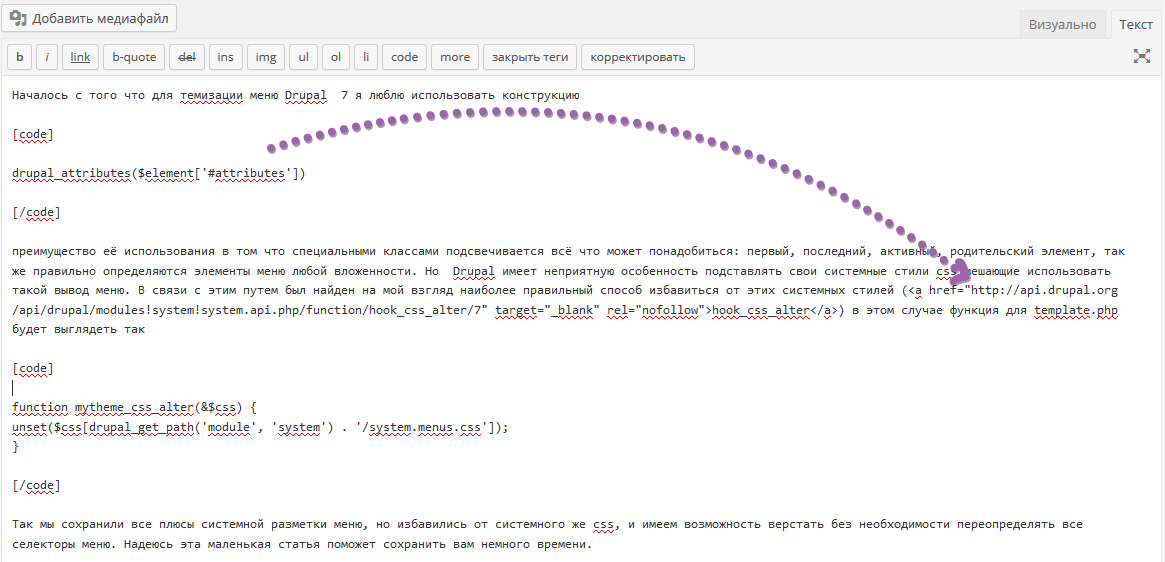 Добавить медиафайл
Визуально Текст
b i link b-quote del ins img ul ol li code more закрыть теги корректировать
Началось с того что для темизации меню Drupal  7 я люблю использовать конструкцию
[code]
drupal_attributes($element['#attributes'])
[/code]
преимущество её использования в том что специальными классами подсвечивается всё что может понадобиться: первый, последний, активный, родительский элемент, так
же правильно определяются элементы меню любой вложенности. Но  Drupal имеет неприятную особенность подставлять свои системные стили css мешающие использовать
такой вывод меню. В связи с этим путем был найден на мой взгляд наиболее правильный способ избавиться от этих системных стилей (<a href="http://api.drupal.org
/api/drupal/modules!system!system.api.php/function/hook_css_alter/7" target="_blank" rel="nofollow">hook_css_alter</a>) в этом случае функция для template.php
будет выглядеть так
[code]
function mytheme_css_alter(&$css) {
unset($css[drupal_get_path('module', 'system') . '/system.menus.css']);
}
[/code]
Так мы сохранили все плюсы системной разметки меню, но избавились от системного же css, и имеем возможность верстать без необходимости переопределять все
селекторы меню. Надеюсь эта маленькая статья поможет сохранить вам немного времени.